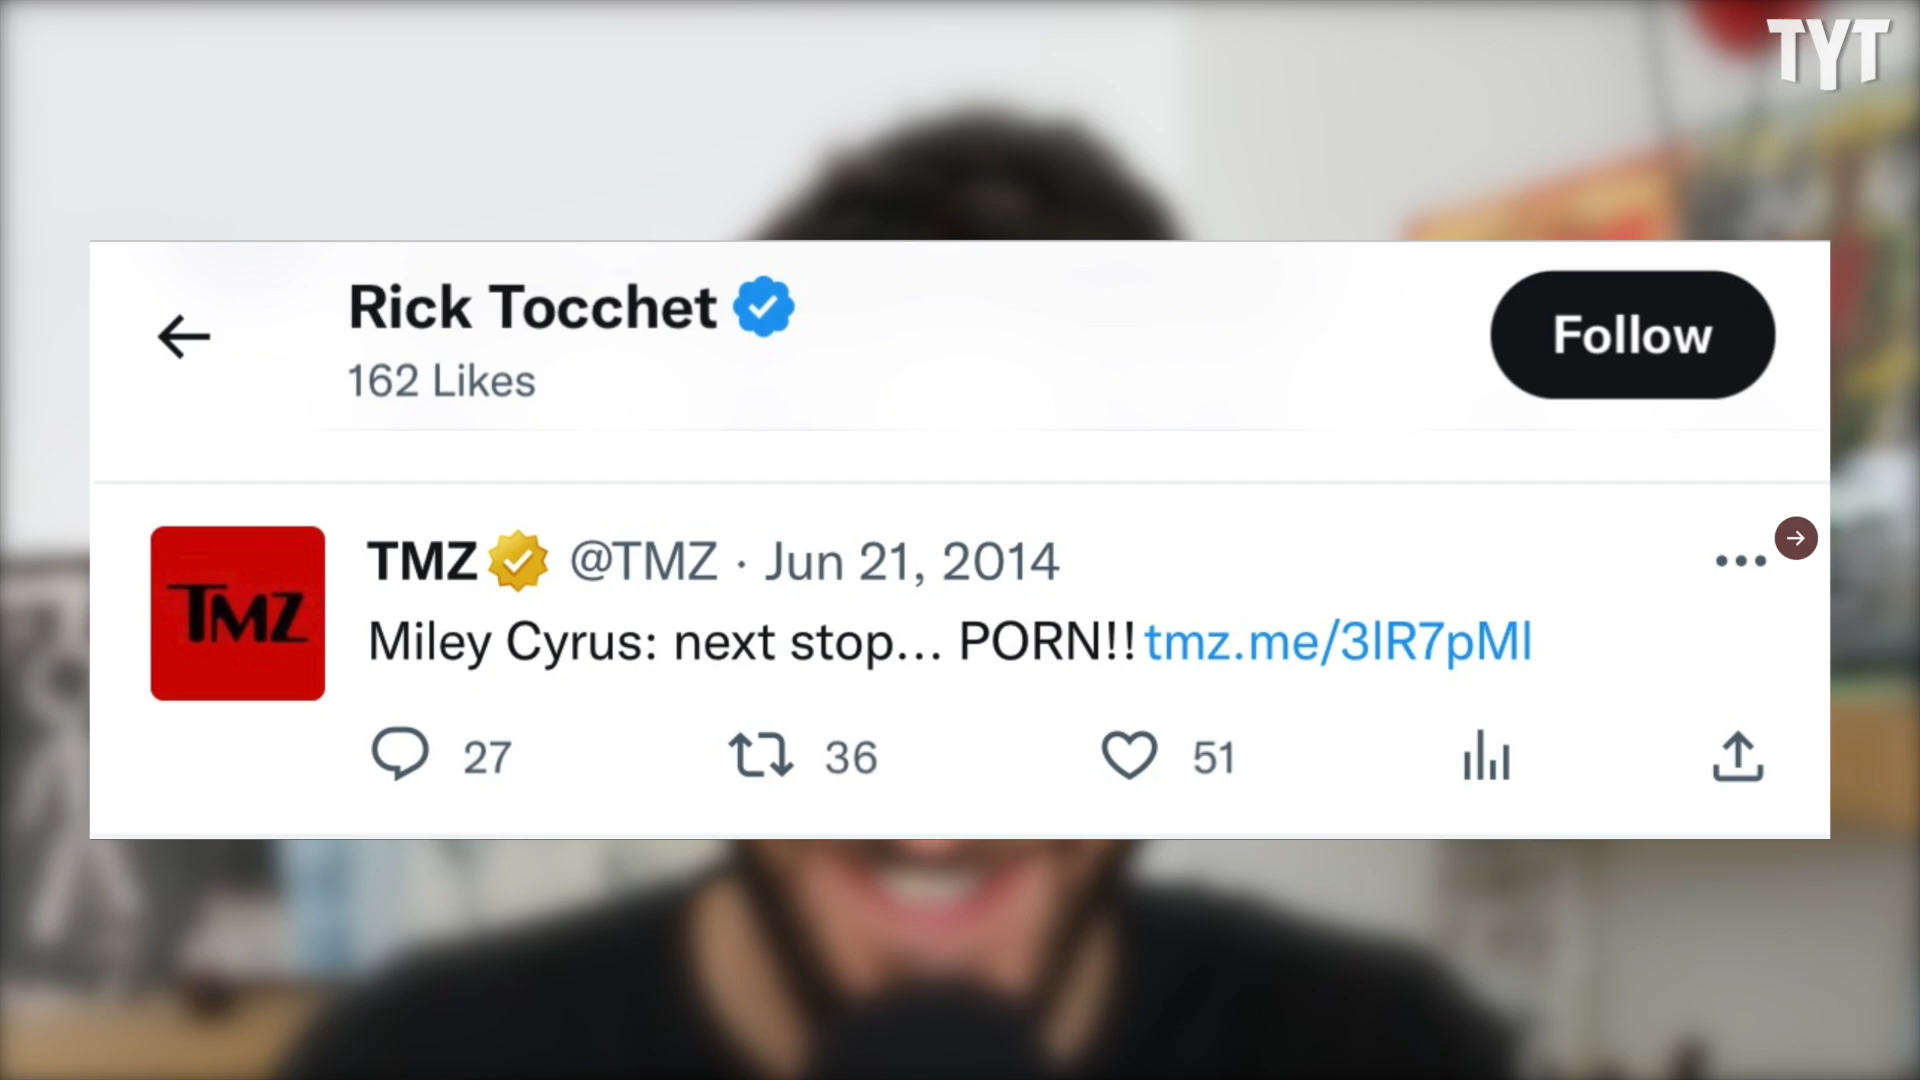 TYT
Rick Tocchet
162 Likes
Follow
TMZ
TMZ @TMZ · Jun 21, 2014
Miley Cyrus: next stop... PORN!! tmz.me/3lR7pMl
27 36 51